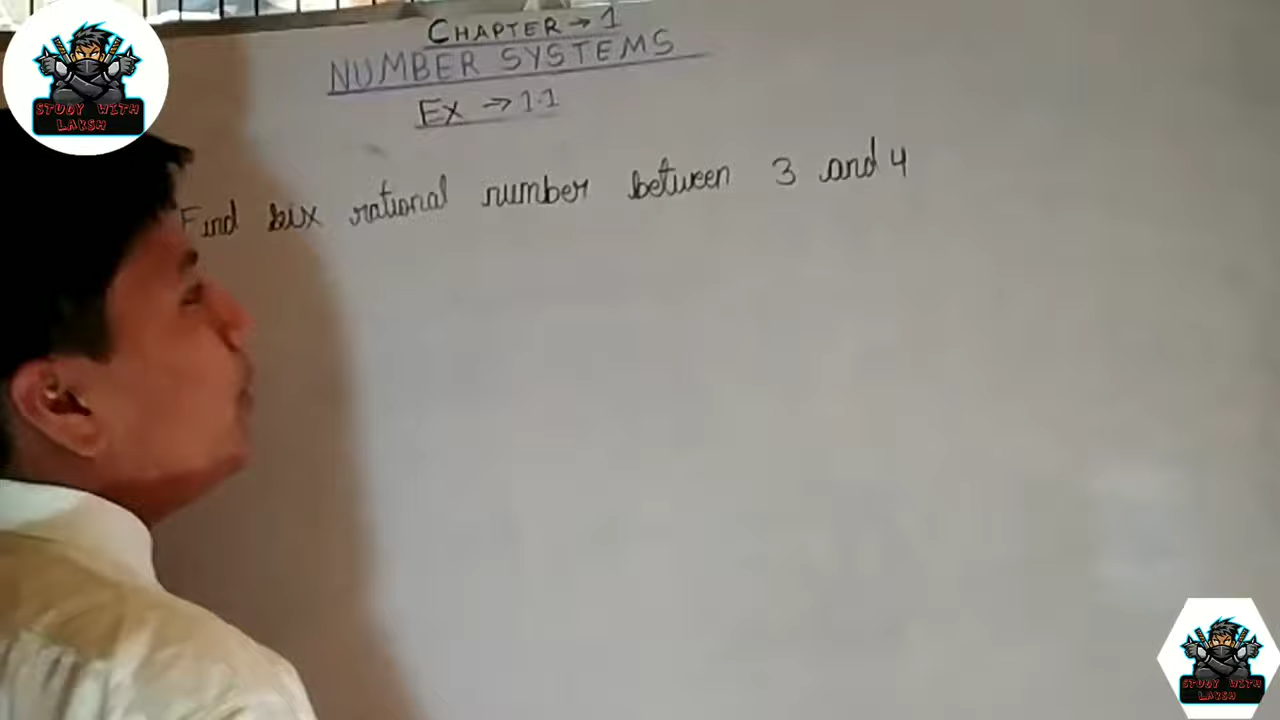 CHAPTER → 1
NUMBER SYSTEMS
EX → 1.1
Find six rational number between 3 and 4
STUDY WITH
LAKSH
STUDY WITH
LAKSH